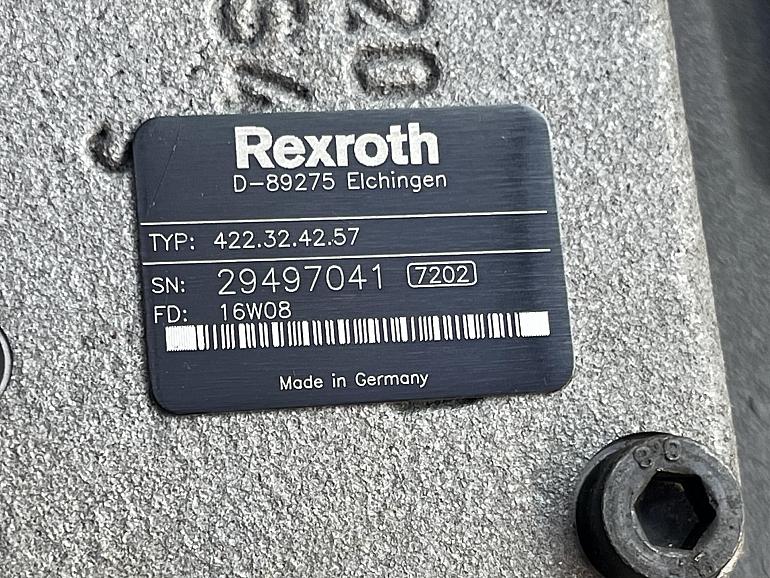 Rexroth
D-89275 Elchingen
TYP: 422.32.42.57
SN: 29497041 7202
FD: 16W08
Made in Germany